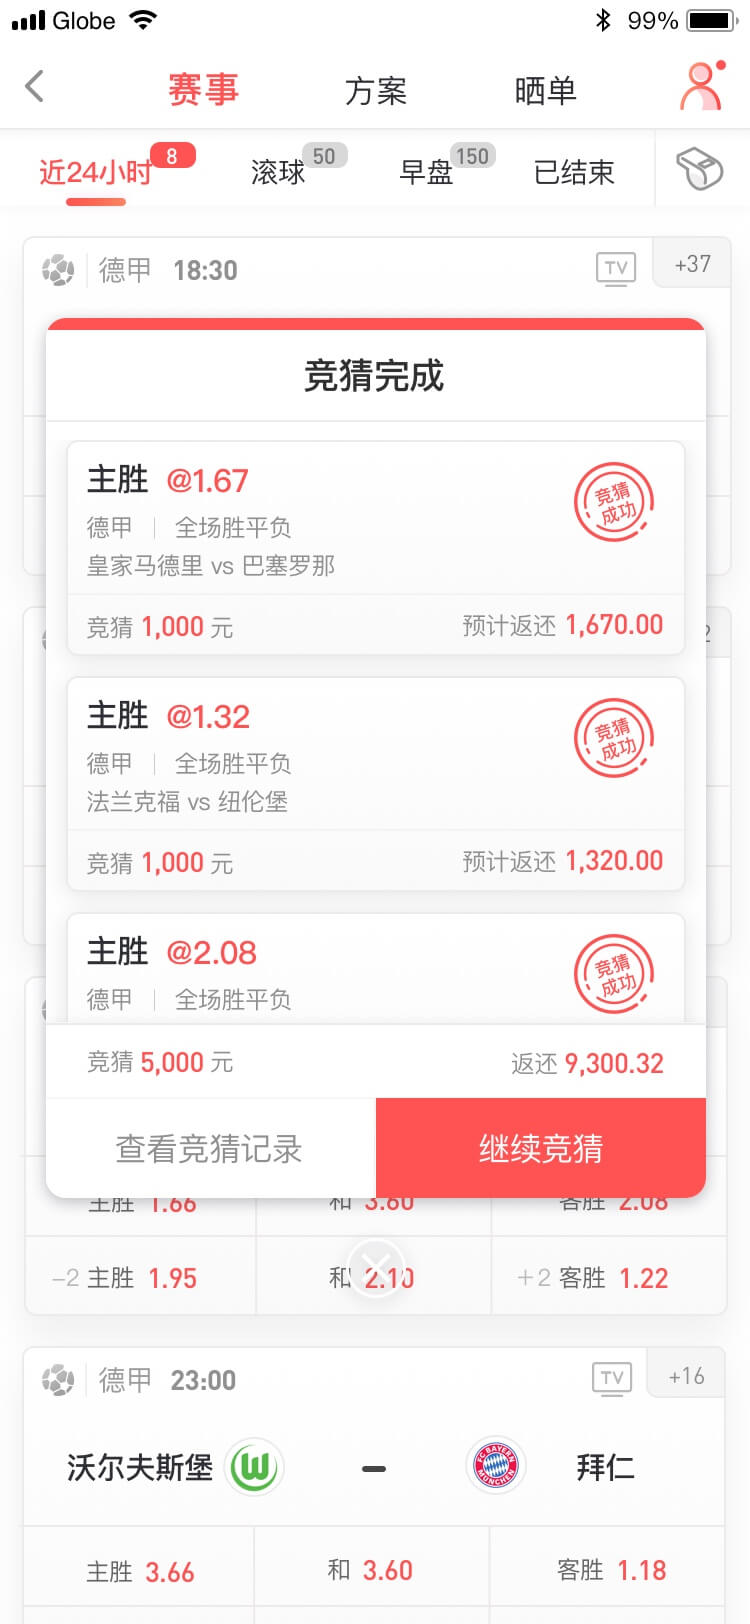 Globe 99%
赛事 方案 晒单
近24小时 8 滚球 50 早盘 150 已结束
德甲 18:30 TV +37
竞猜完成
主胜 @1.67 竞猜成功
德甲 全场胜平负
皇家马德里 vs 巴塞罗那
竞猜 1,000 元 预计返还 1,670.00
主胜 @1.32 竞猜成功
德甲 全场胜平负
法兰克福 vs 纽伦堡
竞猜 1,000 元 预计返还 1,320.00
主胜 @2.08 竞猜成功
德甲 全场胜平负
竞猜 5,000 元 返还 9,300.32
查看竞猜记录 继续竞猜
主胜 1.66 和 3.60 客胜 2.08
-2 主胜 1.95 和 2.10 +2 客胜 1.22
德甲 23:00 TV +16
沃尔夫斯堡 W – FC BAYERN MÜNCHEN 拜仁
主胜 3.66 和 3.60 客胜 1.18